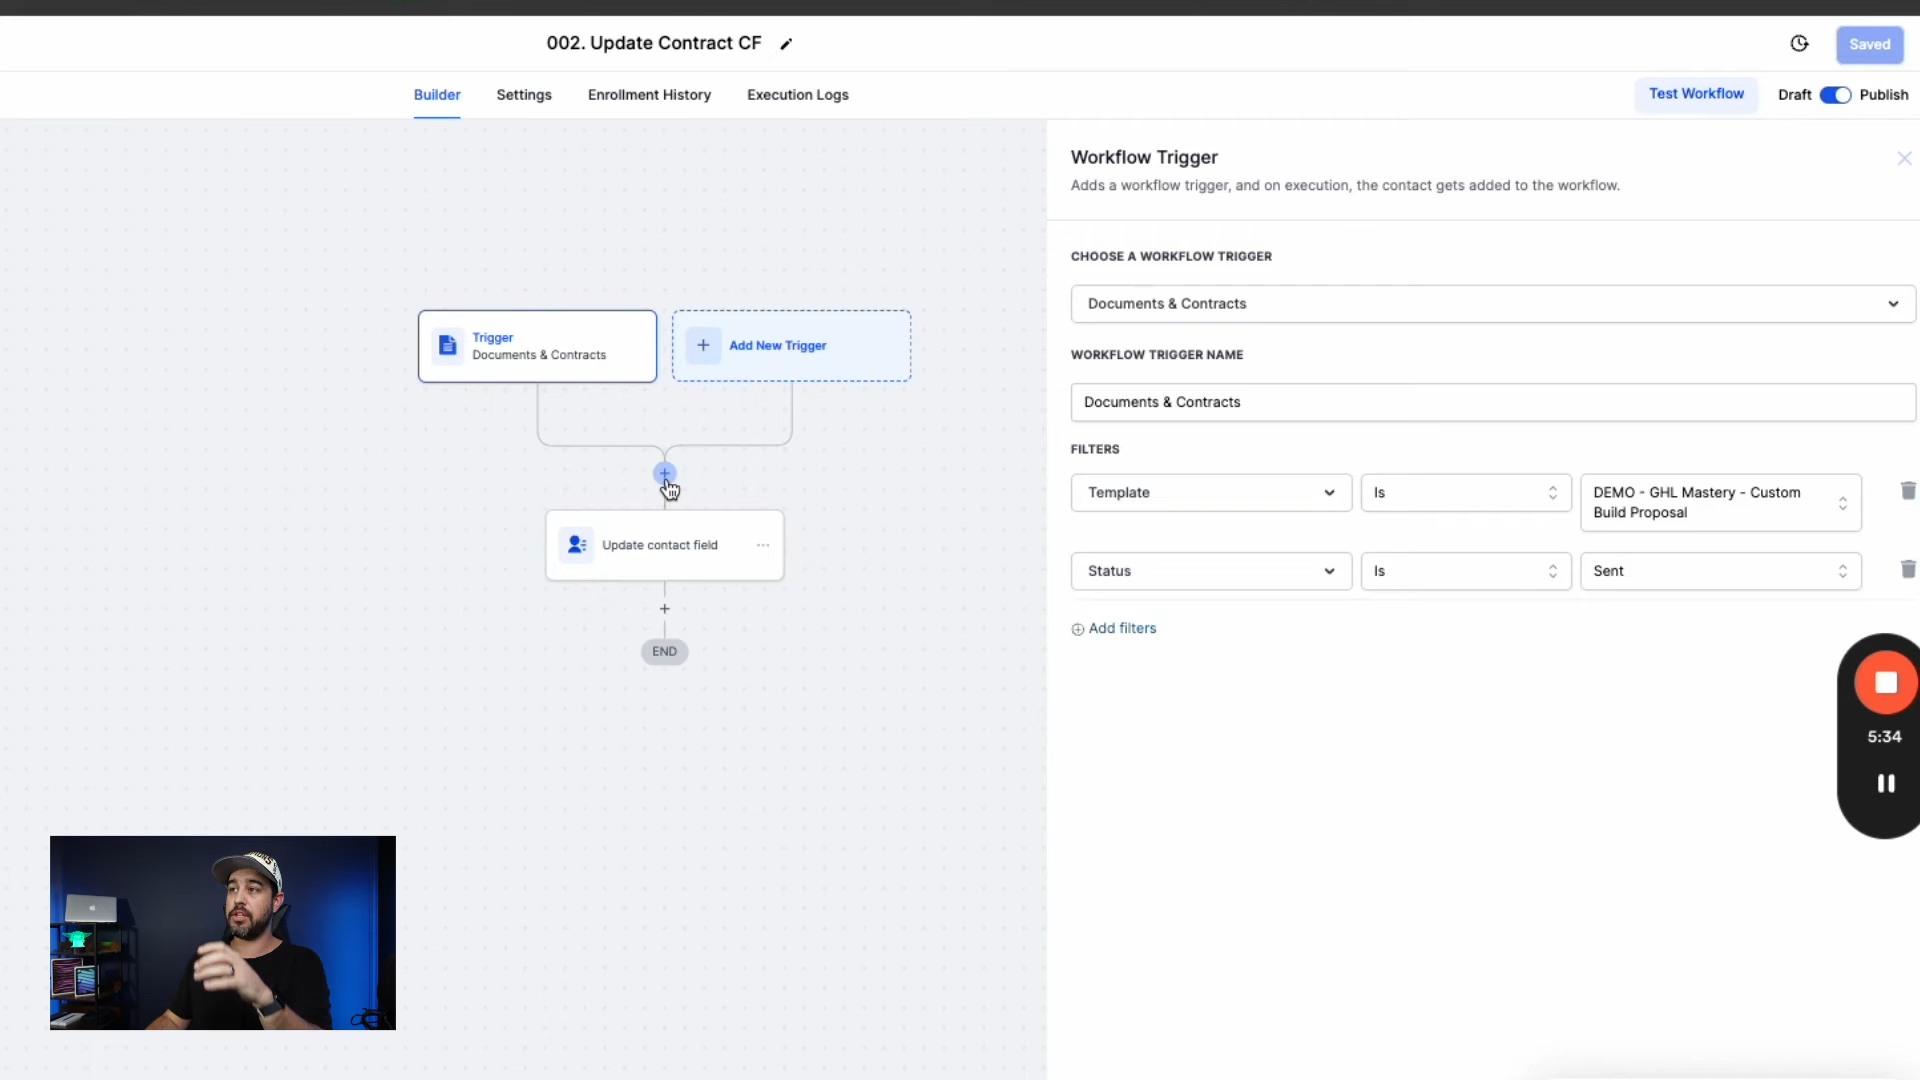 002. Update Contract CF
Saved
Builder
Settings
Enrollment History
Execution Logs
Test Workflow
Draft
Publish
Workflow Trigger
Adds a workflow trigger, and on execution, the contact gets added to the workflow.
CHOOSE A WORKFLOW TRIGGER
Documents & Contracts
WORKFLOW TRIGGER NAME
Documents & Contracts
FILTERS
Template
Is
DEMO - GHL Mastery - Custom
Build Proposal
Status
Is
Sent
Add filters
Trigger
Documents & Contracts
Add New Trigger
Update contact field
END
5:34